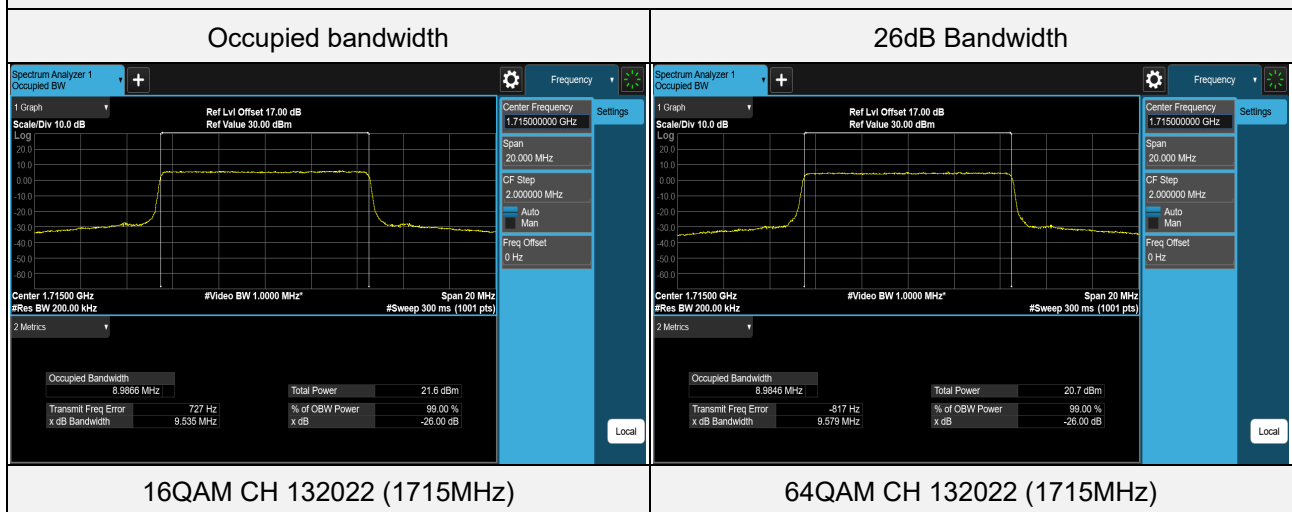 Occupied bandwidth
26dB Bandwidth
Spectrum Analyzer 1
Occupied BW
+
Frequency
1 Graph
Scale/Div 10.0 dB
Ref Lvl Offset 17.00 dB
Ref Value 30.00 dBm
Log
20.0
10.0
0.00
-10.0
-20.0
-30.0
-40.0
-50.0
-60.0
Center 1.71500 GHz
#Res BW 200.00 kHz
#Video BW 1.0000 MHz*
Span 20 MHz
#Sweep 300 ms (1001 pts)
Center Frequency
1.715000000 GHz
Settings
Span
20.000 MHz
CF Step
2.000000 MHz
Auto
Man
Freq Offset
0 Hz
2 Metrics
Occupied Bandwidth
8.9866 MHz
Total Power 21.6 dBm
Transmit Freq Error 727 Hz % of OBW Power 99.00 %
x dB Bandwidth 9.535 MHz x dB -26.00 dB
Local
Spectrum Analyzer 1
Occupied BW
+
Frequency
1 Graph
Scale/Div 10.0 dB
Ref Lvl Offset 17.00 dB
Ref Value 30.00 dBm
Log
20.0
10.0
0.00
-10.0
-20.0
-30.0
-40.0
-50.0
-60.0
Center 1.71500 GHz
#Res BW 200.00 kHz
#Video BW 1.0000 MHz*
Span 20 MHz
#Sweep 300 ms (1001 pts)
Center Frequency
1.715000000 GHz
Settings
Span
20.000 MHz
CF Step
2.000000 MHz
Auto
Man
Freq Offset
0 Hz
2 Metrics
Occupied Bandwidth
8.9846 MHz
Total Power 20.7 dBm
Transmit Freq Error -817 Hz % of OBW Power 99.00 %
x dB Bandwidth 9.579 MHz x dB -26.00 dB
Local
16QAM CH 132022 (1715MHz)
64QAM CH 132022 (1715MHz)